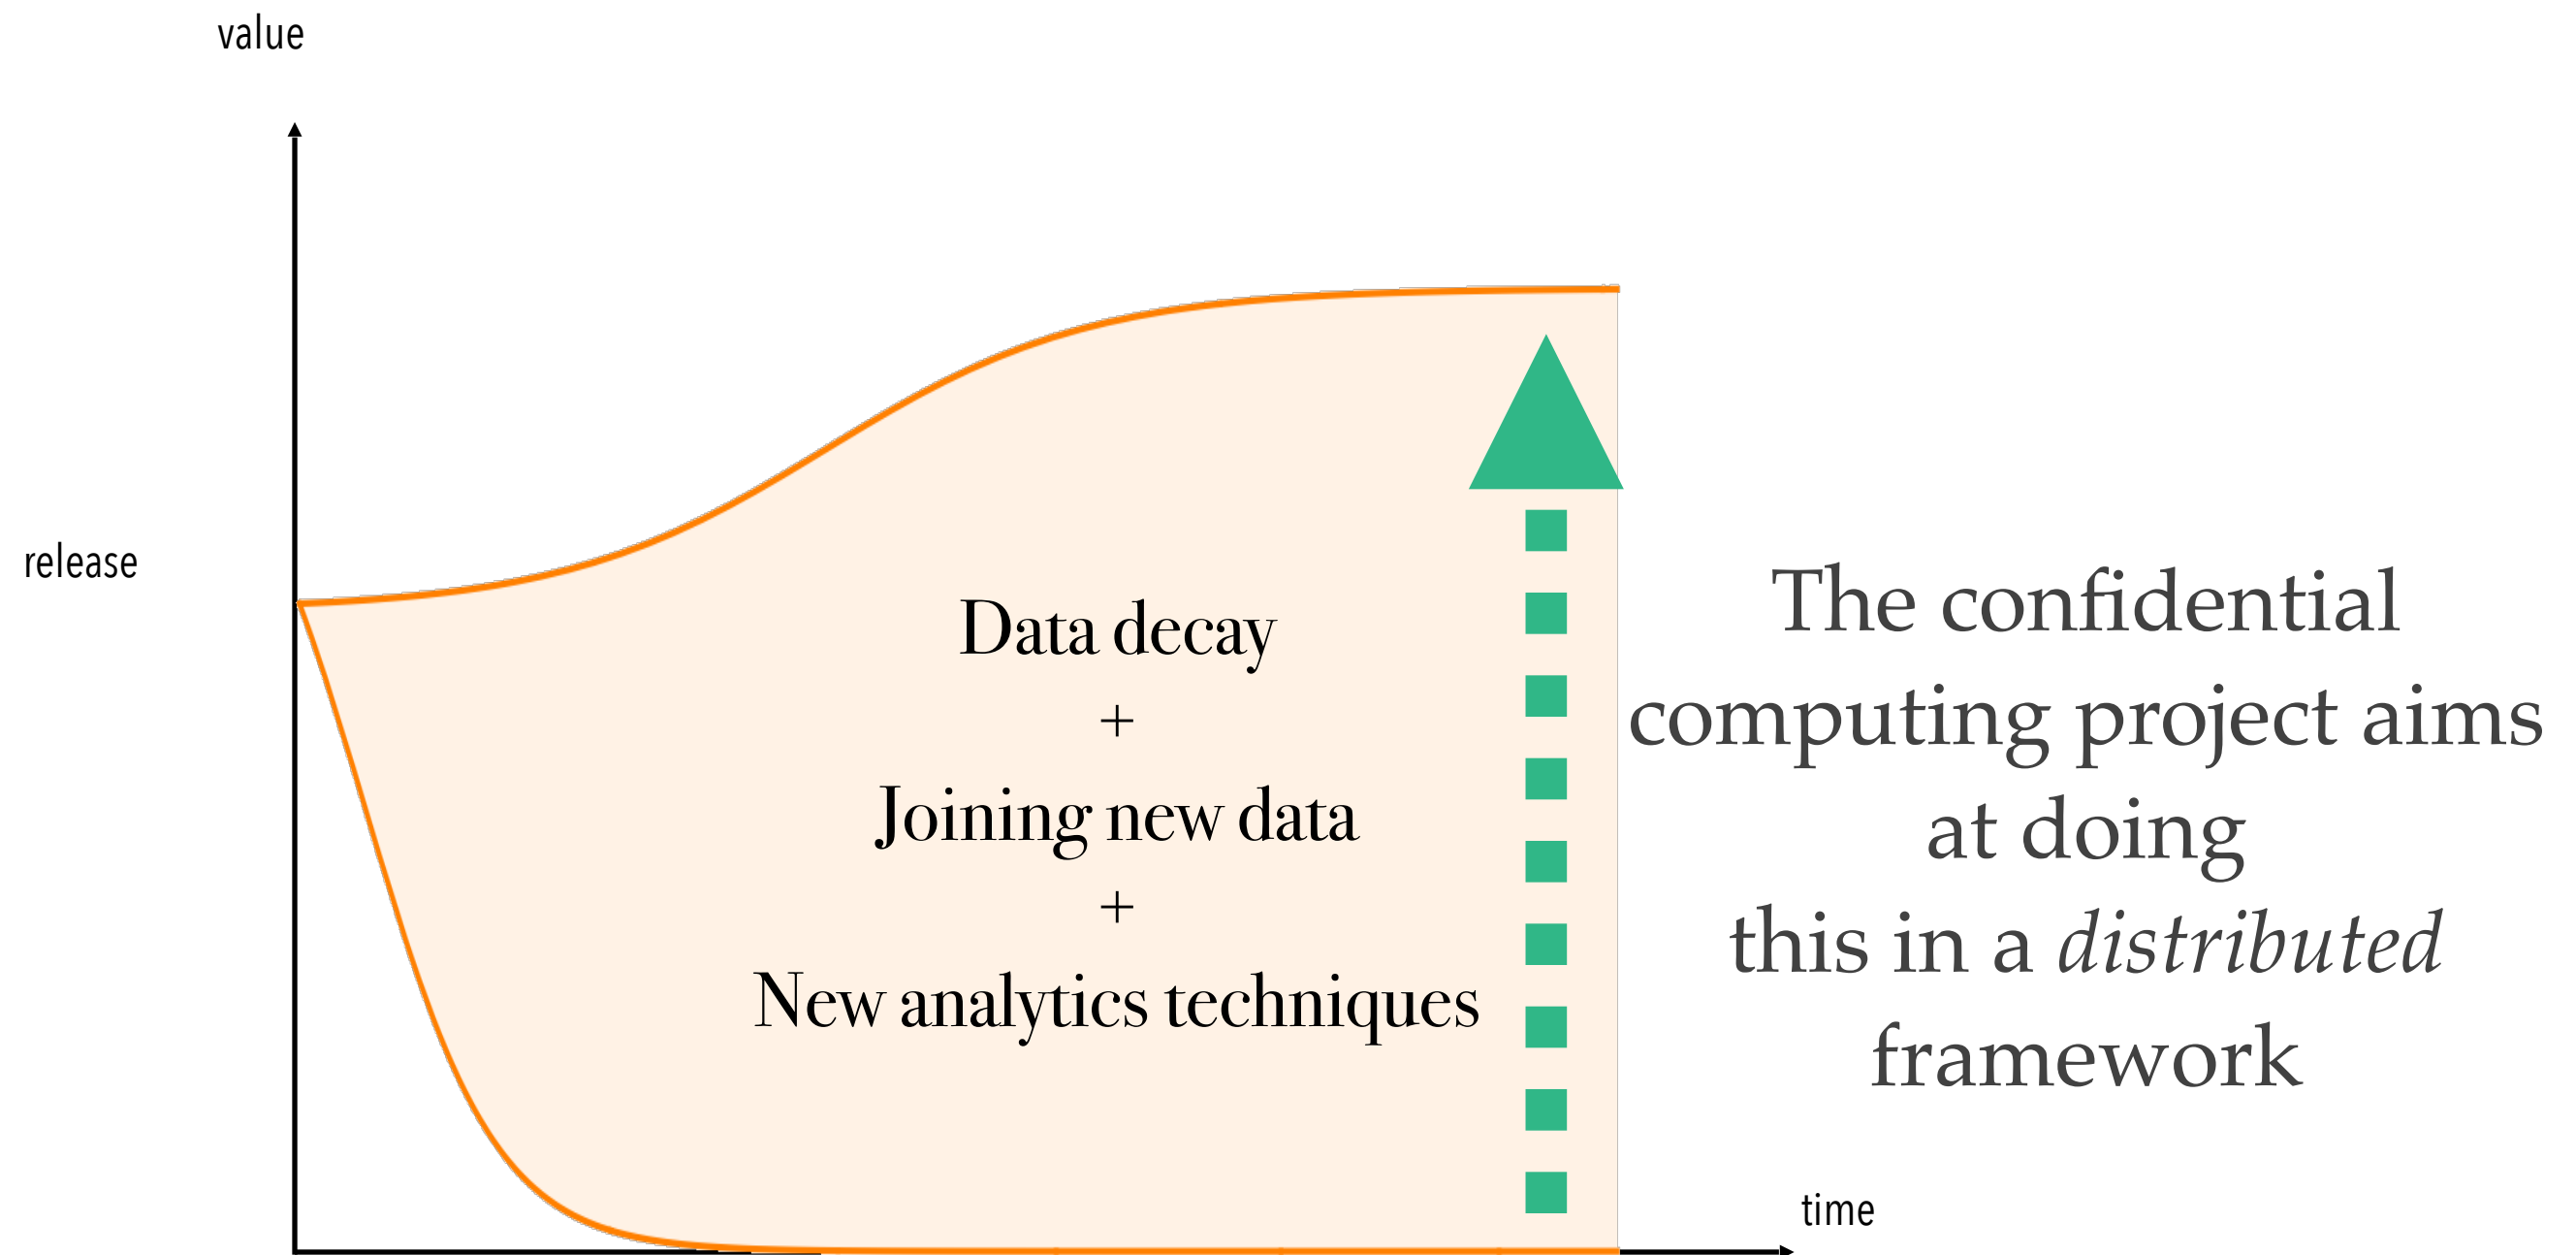 value
release
Data decay
+
Joining new data
+
New analytics techniques
The confidential
computing project aims
at doing
this in a distributed
framework
time